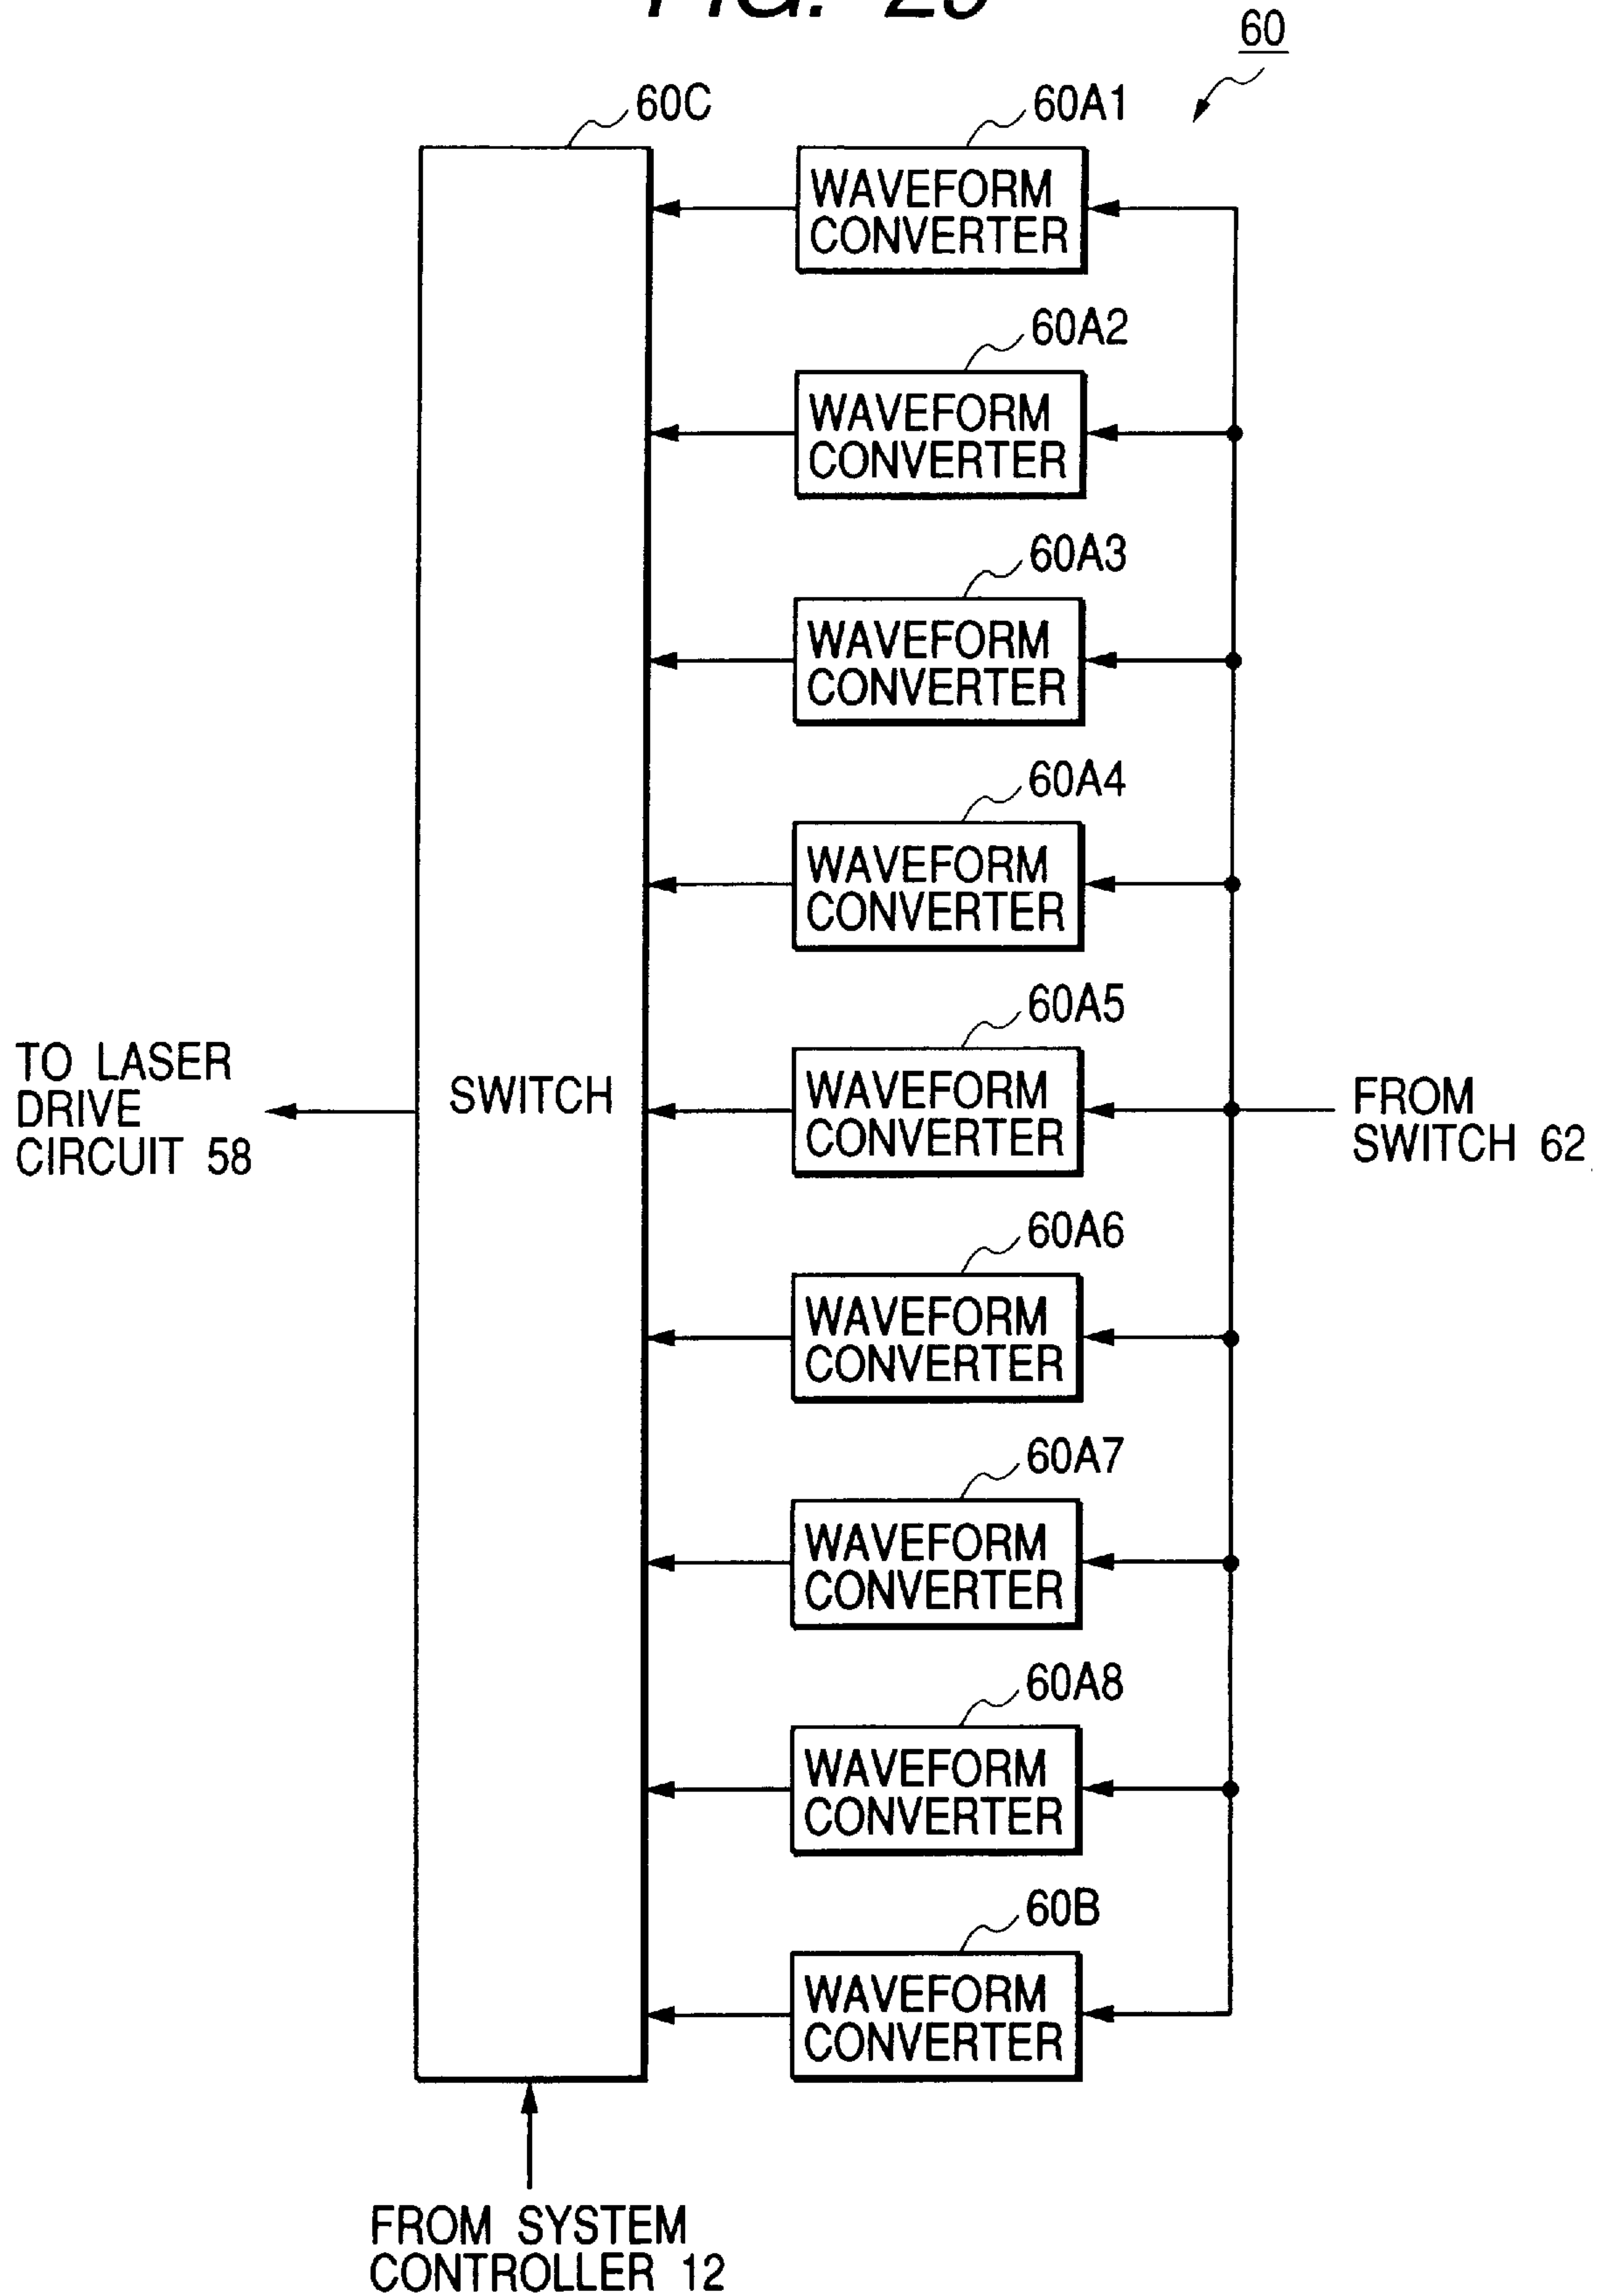 60
60C
60A1
WAVEFORM
CONVERTER
60A2
WAVEFORM
CONVERTER
60A3
WAVEFORM
CONVERTER
60A4
WAVEFORM
CONVERTER
60A5
WAVEFORM
CONVERTER
TO LASER
DRIVE
CIRCUIT 58
SWITCH
FROM
SWITCH 62
60A6
WAVEFORM
CONVERTER
60A7
WAVEFORM
CONVERTER
60A8
WAVEFORM
CONVERTER
60B
WAVEFORM
CONVERTER
FROM SYSTEM
CONTROLLER 12